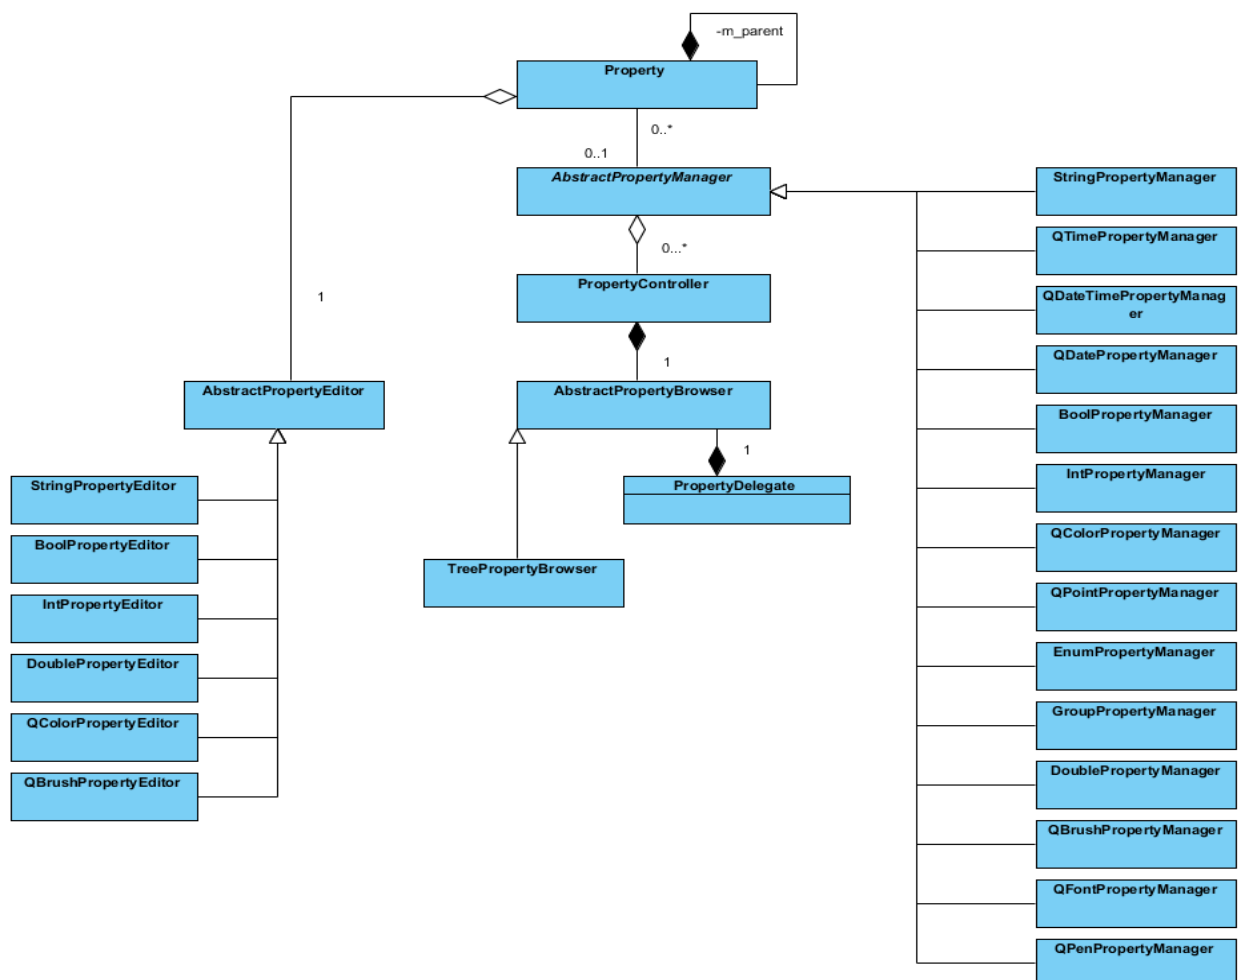 -m_parent
Property
0..*
0..1
AbstractPropertyManager
StringPropertyManager
QTimePropertyManager
0...*
PropertyController
QDateTimePropertyManag
er
1
QDatePropertyManager
1
AbstractPropertyEditor
AbstractPropertyBrowser
BoolPropertyManager
1
StringPropertyEditor
PropertyDelegate
IntPropertyManager
BoolPropertyEditor
QColorPropertyManager
TreePropertyBrowser
IntPropertyEditor
QPointPropertyManager
DoublePropertyEditor
EnumPropertyManager
QColorPropertyEditor
GroupPropertyManager
QBrushPropertyEditor
DoublePropertyManager
QBrushPropertyManager
QFontPropertyManager
QPenPropertyManager